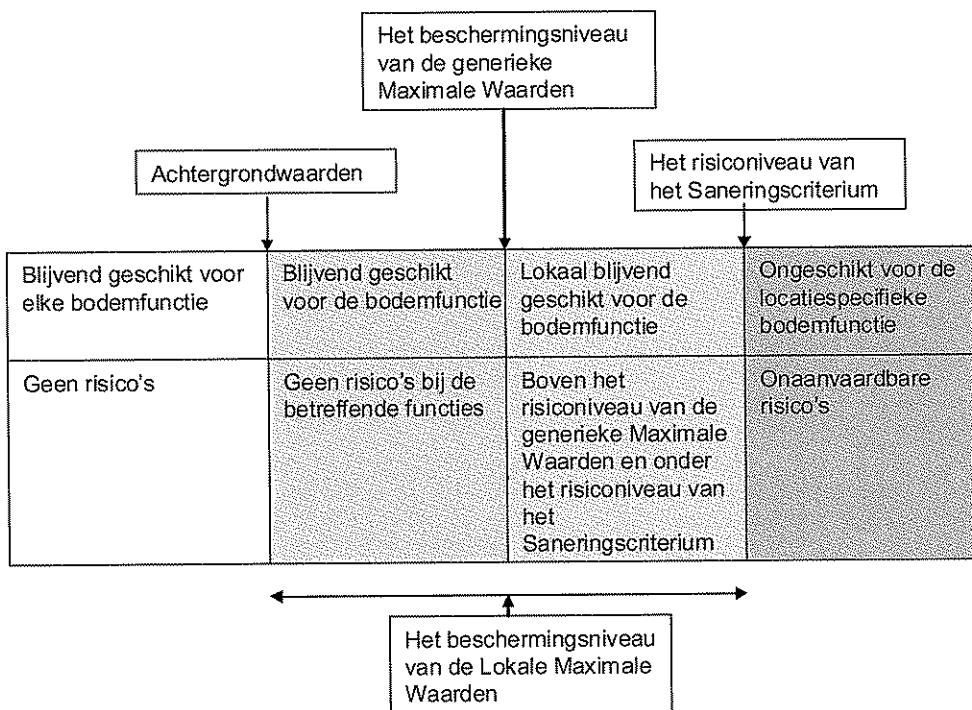 Het beschermingsniveau
van de generieke
Maximale Waarden
Achtergrondwaarden
Het risiconiveau van
het Saneringscriterium
Blijvend geschikt voor
elke bodemfunctie
Blijvend geschikt
voor de bodemfunctie
Lokaal blijvend
geschikt voor de
bodemfunctie
Ongeschikt voor de
locatiespecifieke
bodemfunctie
Geen risico's
Geen risico's bij de
betreffende functies
Boven het
risiconiveau van de
generieke Maximale
Waarden en onder
het risiconiveau van
het
Saneringscriterium
Onaanvaardbare
risico's
Het beschermingsniveau
van de Lokale Maximale
Waarden